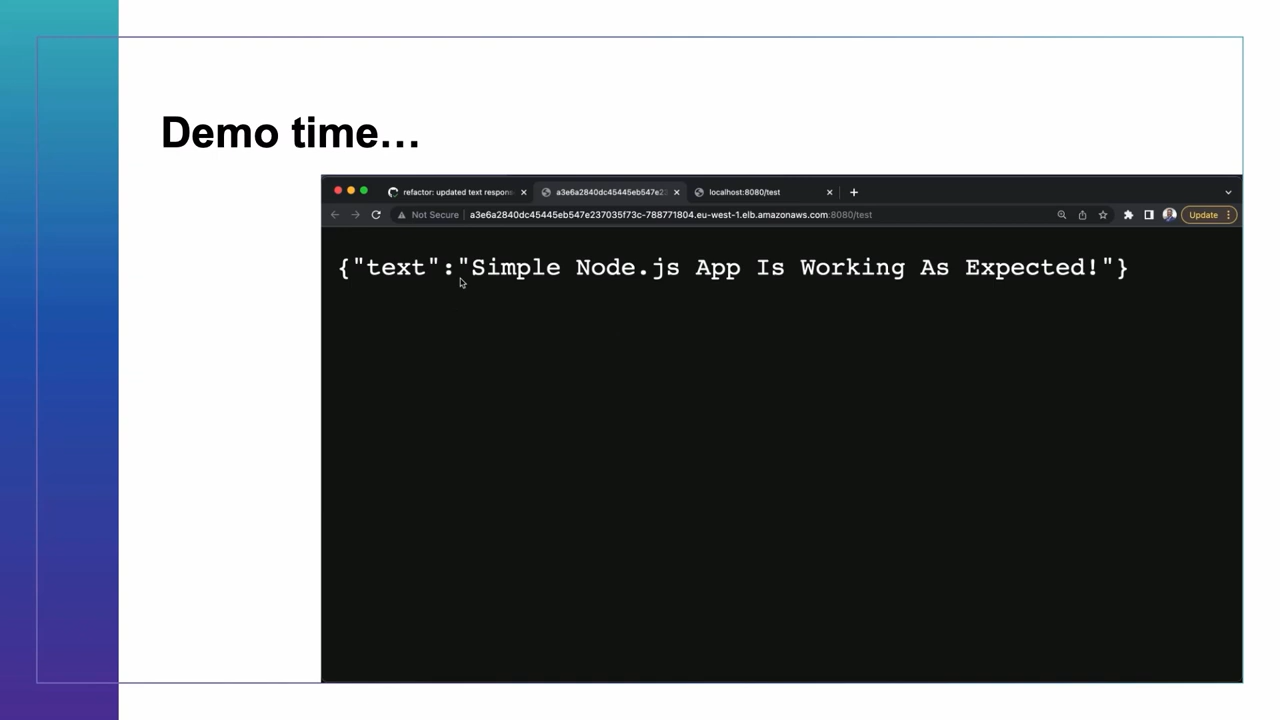 Demo time…
refactor: updated text respons
a3e6a2840dc45445eb547e23
localhost:8080/test
Not Secure
a3e6a2840dc45445eb547e237035f73c-788771804.eu-west-1.elb.amazonaws.com:8080/test
Update
{"text":"Simple Node.js App Is Working As Expected!"}